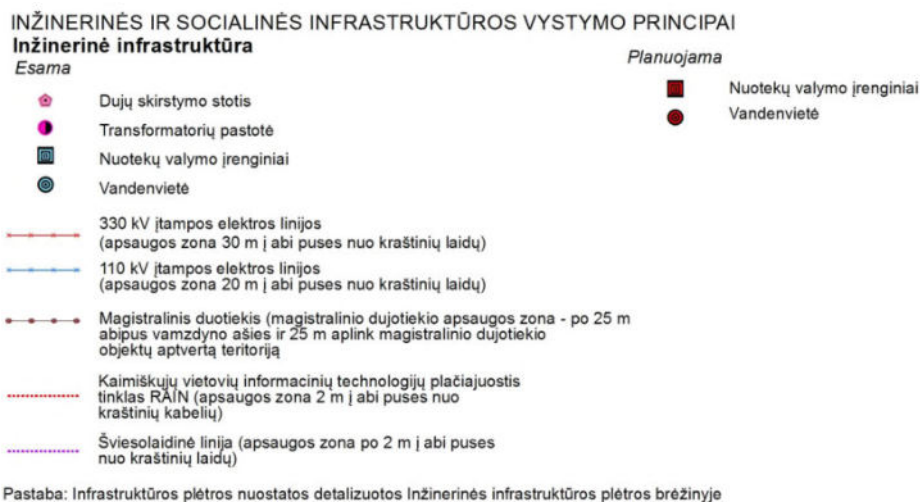 INŽINERINĖS IR SOCIALINĖS INFRASTRUKTŪROS VYSTYMO PRINCIPAI
Inžinerinė infrastruktūra
Esama
Dujų skirstymo stotis
Transformatorių pastotė
Nuotekų valymo įrenginiai
Vandenvietė
330 kV įtampos elektros linijos
(apsaugos zona 30 m į abi puses nuo kraštinių laidų)
110 kV įtampos elektros linijos
(apsaugos zona 20 m į abi puses nuo kraštinių laidų)
Magistralinis duotiekis (magistralinio dujotiekio apsaugos zona - po 25 m
abipus vamzdyno ašies ir 25 m aplink magistralinio dujotiekio
objektų aptvertą teritoriją
Kaimiškųjų vietovių informacinių technologijų plačiajuostis
tinklas RAIN (apsaugos zona 2 m į abi puses nuo
kraštinių kabelių)
Šviesolaidinė linija (apsaugos zona po 2 m į abi puses
nuo kraštinių laidų)
Planuojama
Nuotekų valymo įrenginiai
Vandenvietė
Pastaba: Infrastruktūros plėtros nuostatos detalizuotos Inžinerinės infrastruktūros plėtros brėžinyje